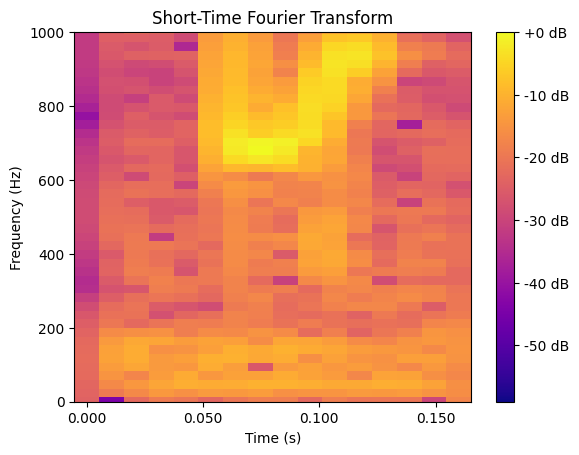 Short-Time Fourier Transform
1000
800
600
400
200
0
Frequency (Hz)
0.000
0.050
0.100
0.150
Time (s)
+0 dB
-10 dB
-20 dB
-30 dB
-40 dB
-50 dB